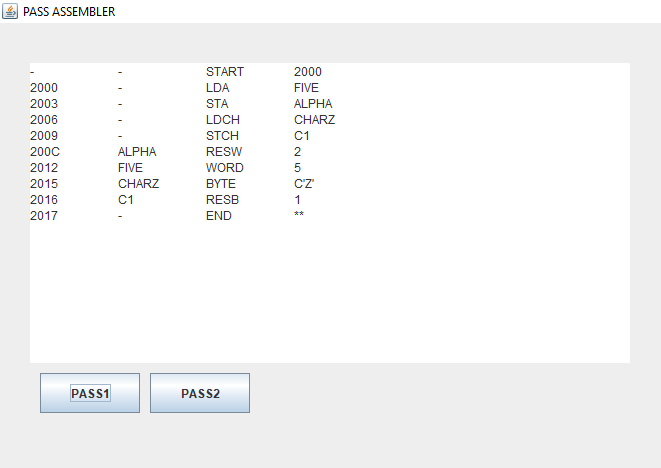 PASS ASSEMBLER
- - START 2000
2000 - LDA FIVE
2003 - STA ALPHA
2006 - LDCH CHARZ
2009 - STCH C1
200C ALPHA RESW 2
2012 FIVE WORD 5
2015 CHARZ BYTE C'Z'
2016 C1 RESB 1
2017 - END **
PASS1 PASS2